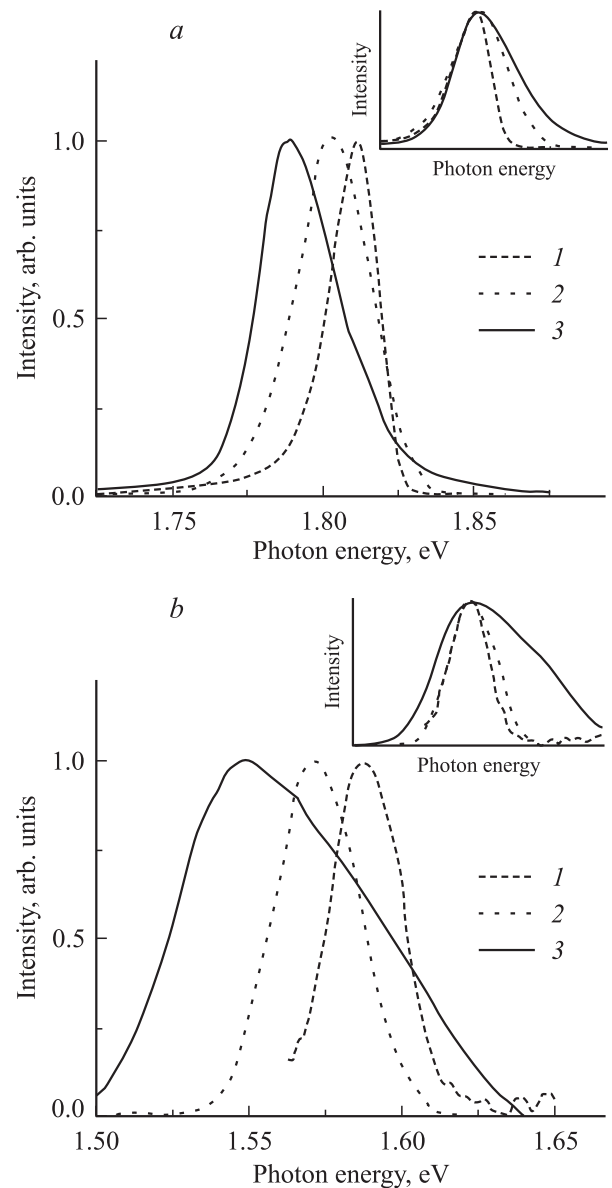 a
Intensity
Photon energy
Intensity, arb. units
1.0
0.5
0.0
1
2
3
1.75
1.80
1.85
Photon energy, eV
b
Intensity
Photon energy
Intensity, arb. units
1.0
0.5
0.0
1
2
3
1.50
1.55
1.60
1.65
Photon energy, eV